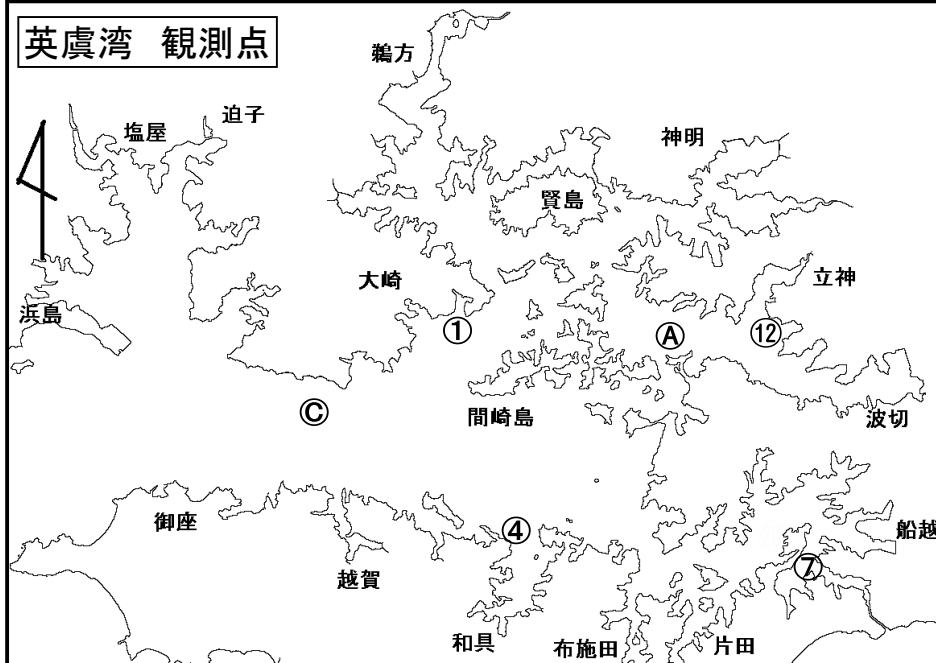 英虞湾 観測点
鵜方
塩屋
迫子
神明
賢島
大崎
立神
浜島
①
Ⓐ
⑫
Ⓒ
間崎島
波切
御座
④
船越
越賀
⑦
和具
布施田
片田